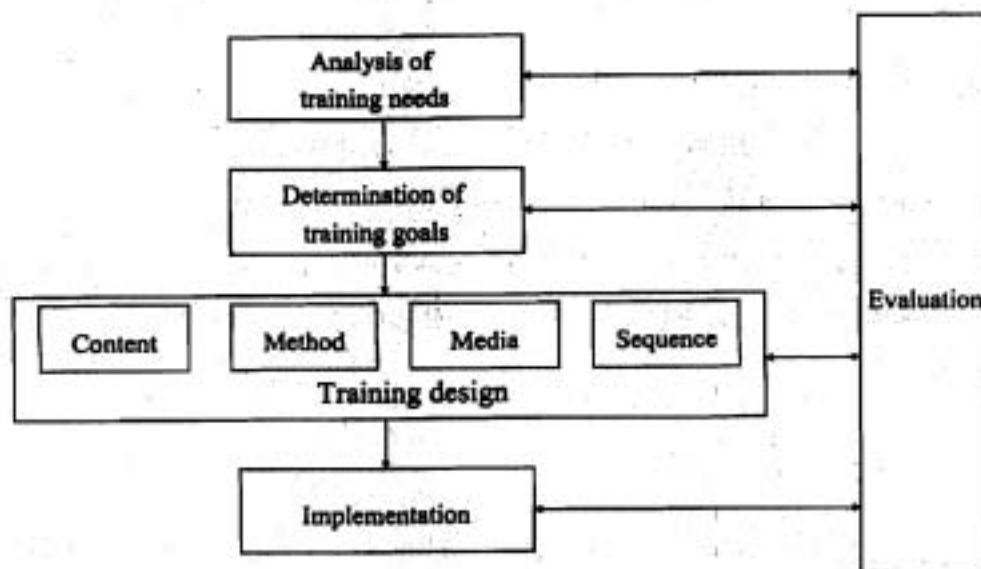 Analysis of
training needs
Determination of
training goals
Evaluation
Content
Method
Media
Sequence
Training design
Implementation